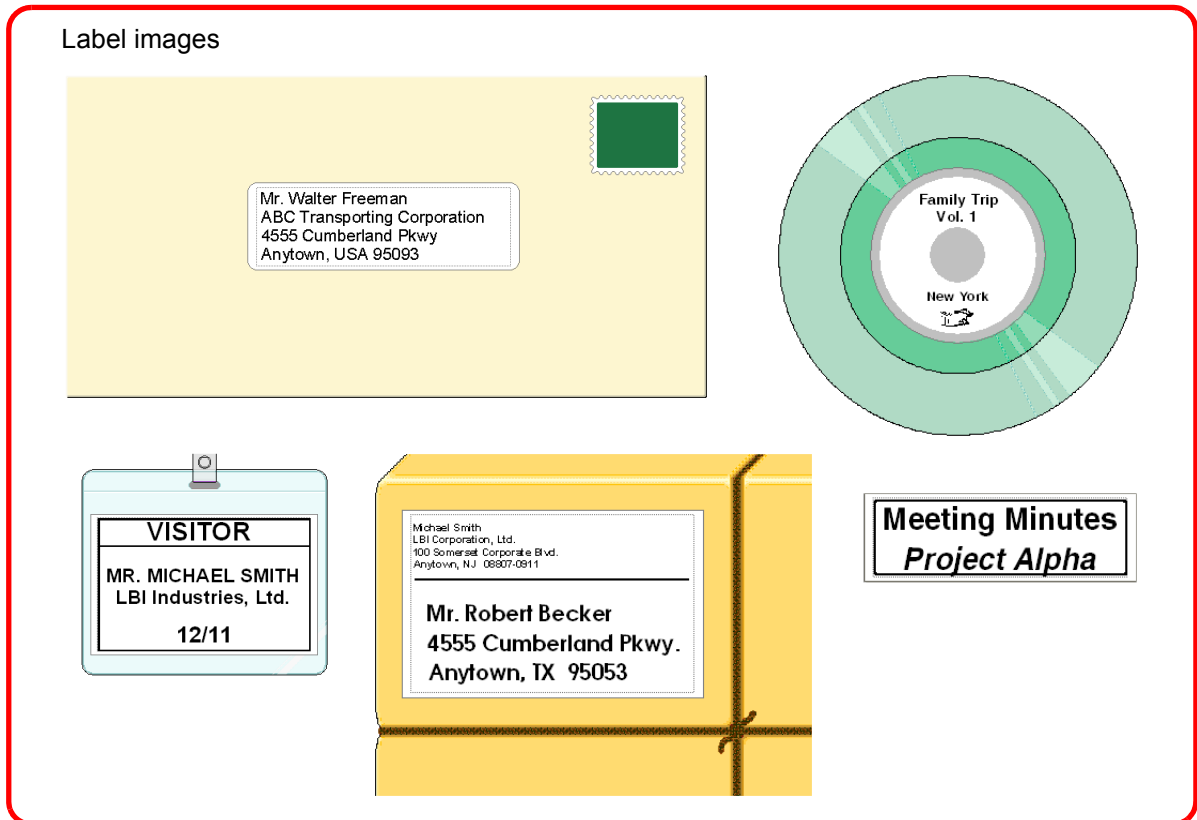 Label images
Mr. Walter Freeman
ABC Transporting Corporation
4555 Cumberland Pkwy
Anytown, USA 95093
Family Trip
Vol. 1
New York
VISITOR
MR. MICHAEL SMITH
LBI Industries, Ltd.
12/11
Michael Smith
LBI Corporation, Ltd.
100 Somerset Corporate Blvd.
Anytown, NJ 08807-0911
Mr. Robert Becker
4555 Cumberland Pkwy.
Anytown, TX 95053
Meeting Minutes
Project Alpha